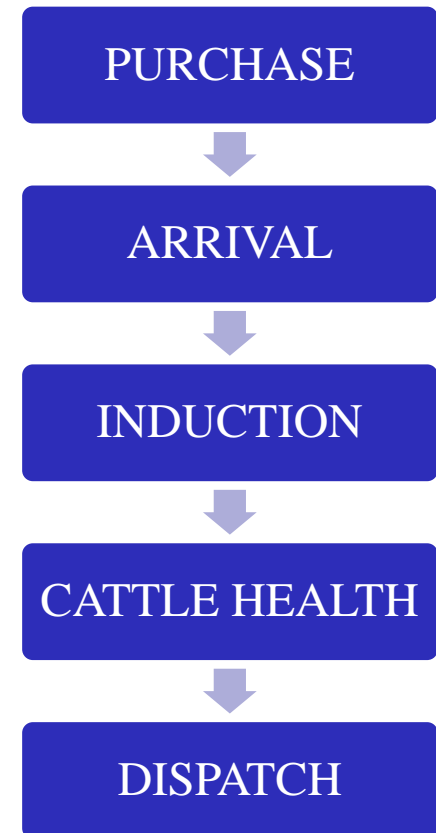 PURCHASE
ARRIVAL
INDUCTION
CATTLE HEALTH
DISPATCH